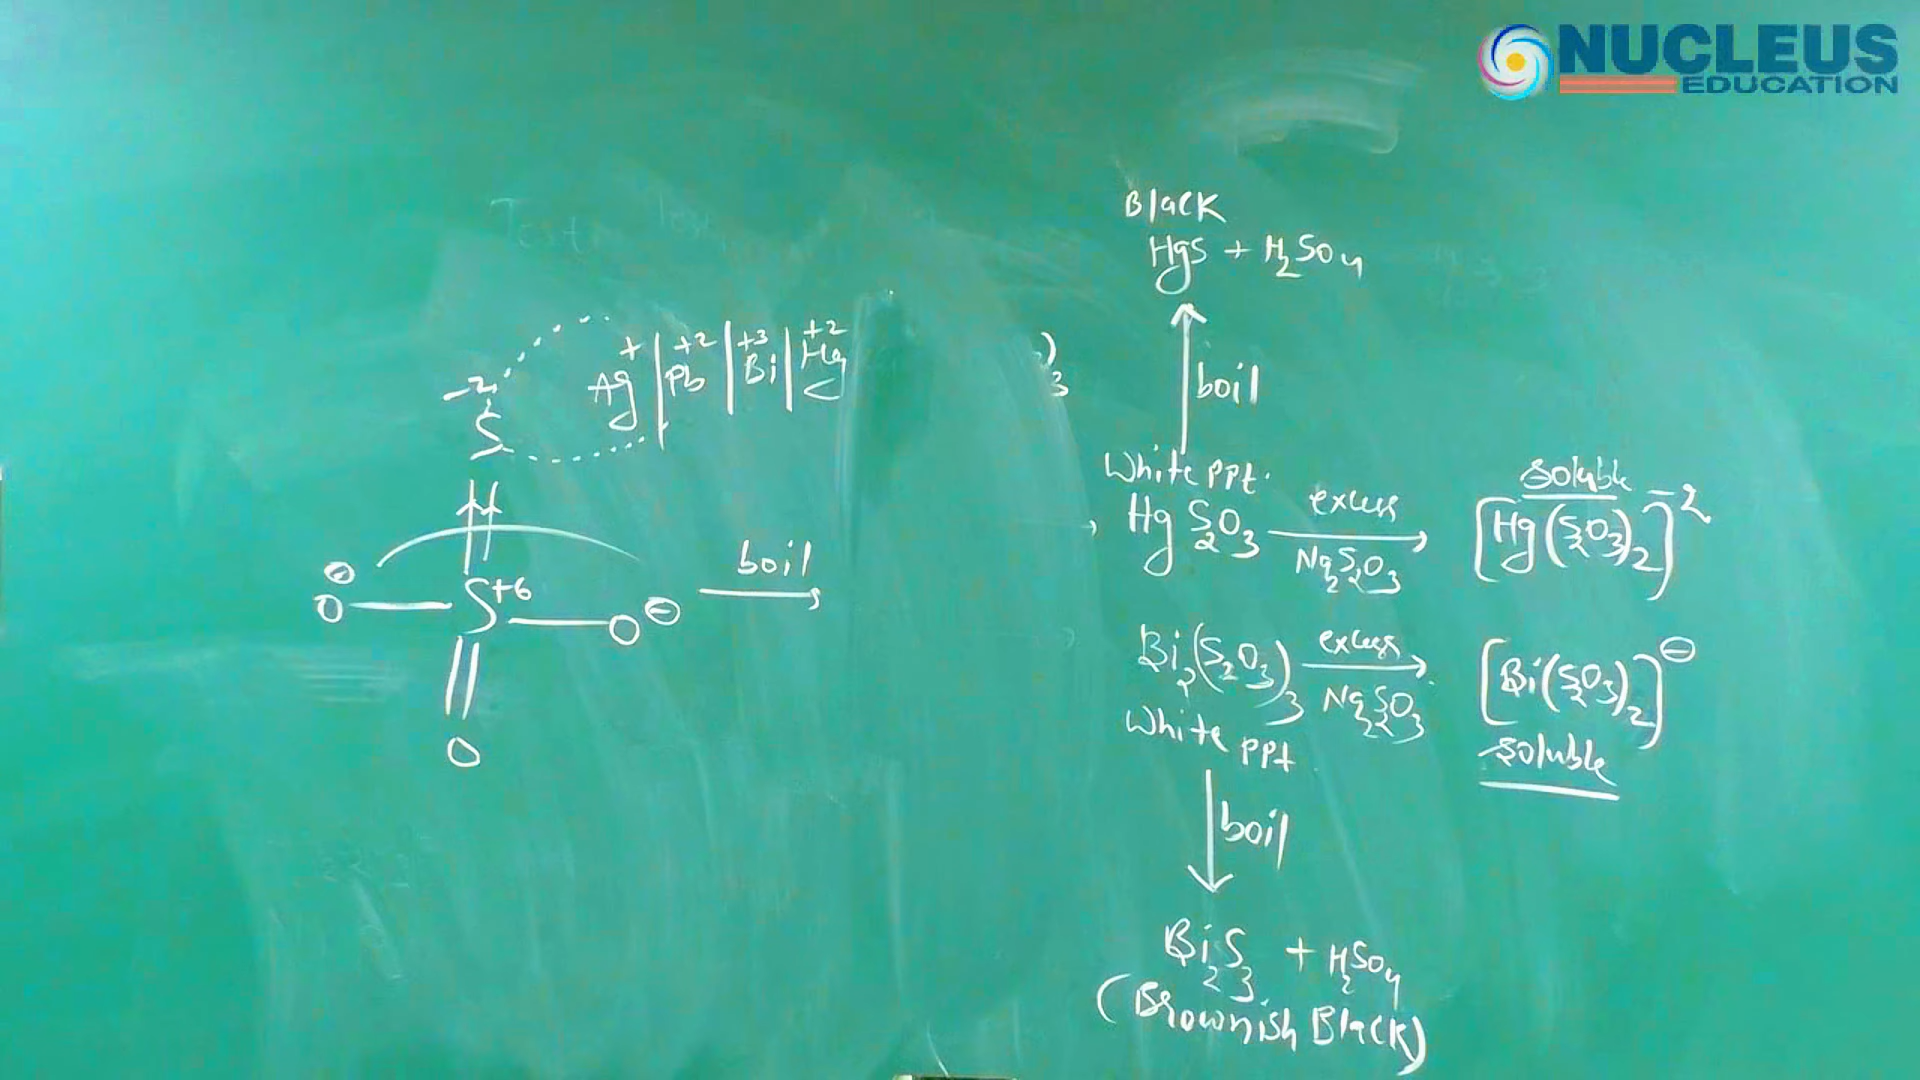 NUCLEUS
EDUCATION
Black
HgS + H₂SO₄
boil
White ppt.
HgS₂O₃ excess Na₂S₂O₃ → [Hg(S₂O₃)₂]⁻² soluble
Bi₂(S₂O₃)₃ excess Na₂S₂O₃ → [Bi(S₂O₃)₂]⊖
White ppt soluble
boil
Bi₂S₃ + H₂SO₄
(Brownish Black)
Ag⁺ | Pb⁺² | Bi⁺³ | Hg⁺²
-2
S
⊖
O S⁺⁶ O⊖ boil →
O